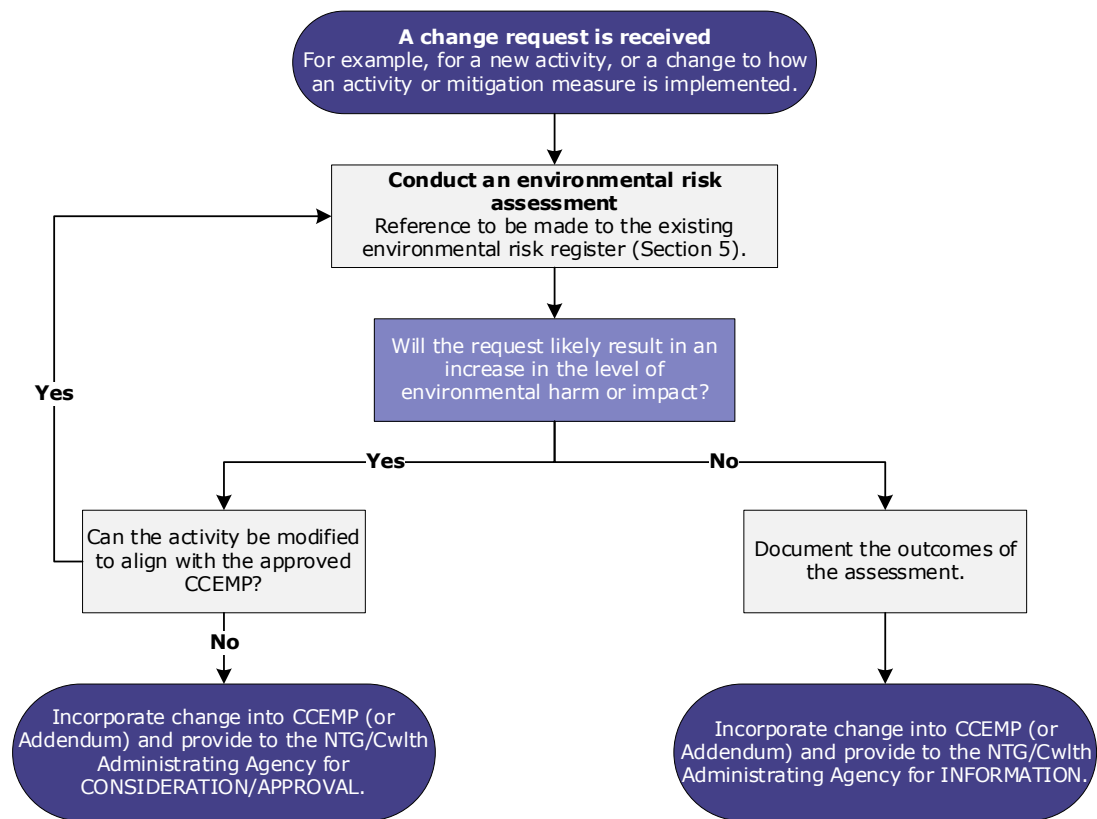 A change request is received
For example, for a new activity, or a change to how
an activity or mitigation measure is implemented.
Conduct an environmental risk
assessment
Reference to be made to the existing
environmental risk register (Section 5).
Will the request likely result in an
increase in the level of
environmental harm or impact?
Yes
Yes
No
Can the activity be modified
to align with the approved
CCEMP?
Document the outcomes of
the assessment.
No
Incorporate change into CCEMP (or
Addendum) and provide to the NTG/Cwlth
Administrating Agency for
CONSIDERATION/APPROVAL.
Incorporate change into CCEMP (or
Addendum) and provide to the NTG/Cwlth
Administrating Agency for INFORMATION.